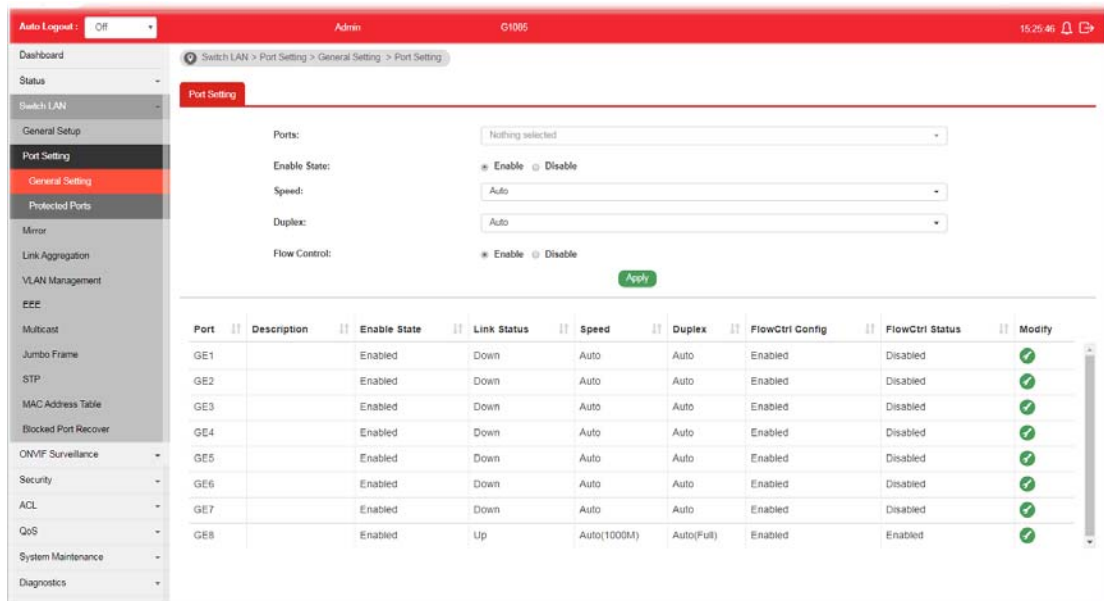 Auto Logout : Off Admin G1005 15:25:46
Dashboard
Status
Switch LAN
General Setup
Port Setting
General Setting
Protected Ports
Mirror
Link Aggregation
VLAN Management
EEE
Multicast
Jumbo Frame
STP
MAC Address Table
Blocked Port Recover
ONVIF Surveillance
Security
ACL
QoS
System Maintenance
Diagnostics
Switch LAN > Port Setting > General Setting > Port Setting
Port Setting
Ports: Nothing selected
Enable State: Enable Disable
Speed: Auto
Duplex: Auto
Flow Control: Enable Disable
Apply
Port Description Enable State Link Status Speed Duplex FlowCtrl Config FlowCtrl Status Modify
GE1 Enabled Down Auto Auto Enabled Disabled
GE2 Enabled Down Auto Auto Enabled Disabled
GE3 Enabled Down Auto Auto Enabled Disabled
GE4 Enabled Down Auto Auto Enabled Disabled
GE5 Enabled Down Auto Auto Enabled Disabled
GE6 Enabled Down Auto Auto Enabled Disabled
GE7 Enabled Down Auto Auto Enabled Disabled
GE8 Enabled Up Auto(1000M) Auto(Full) Enabled Enabled